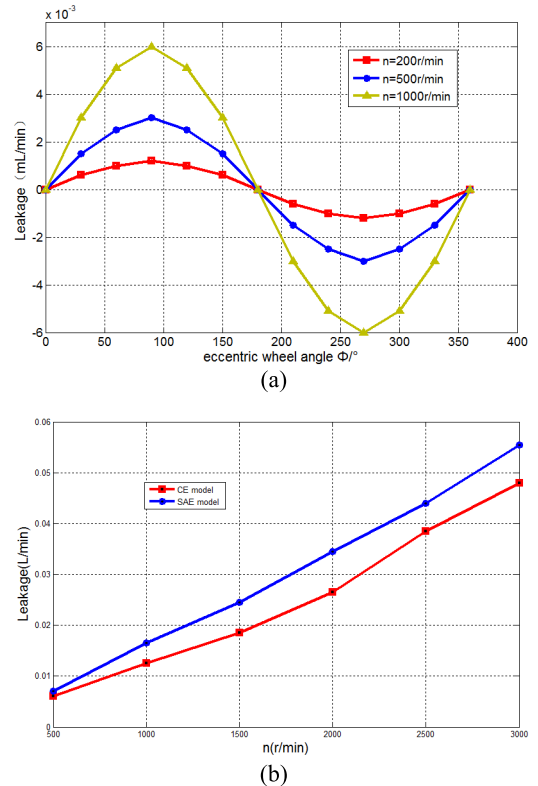 × 10⁻³
6
4
2
0
-2
-4
-6
Leakage（mL/min）
n=200r/min
n=500r/min
n=1000r/min
0 50 100 150 200 250 300 350 400
eccentric wheel angle Φ/°
(a)
0.06
0.05
0.04
0.03
0.02
0.01
0
Leakage(L/min)
CE model
SAE model
500 1000 1500 2000 2500 3000
n(r/min)
(b)